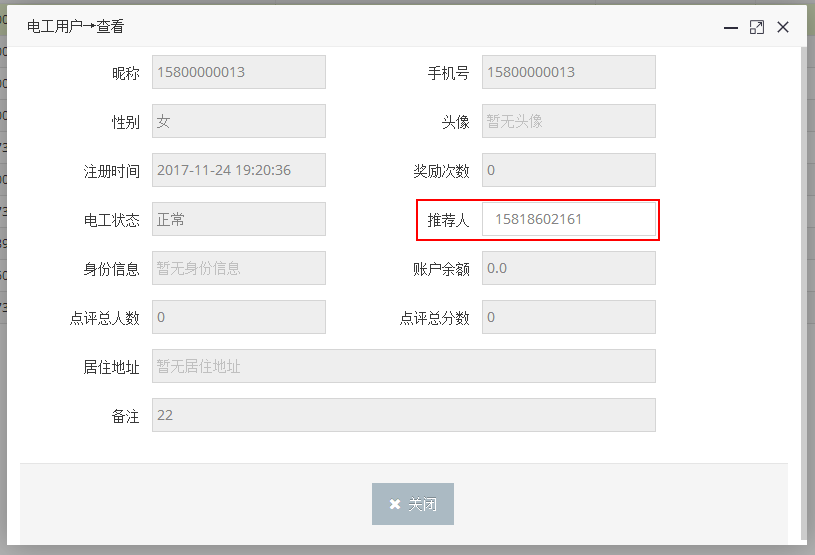 电工用户→查看
昵称 15800000013 手机号 15800000013
性别 女 头像 暂无头像
注册时间 2017-11-24 19:20:36 奖励次数 0
电工状态 正常 推荐人 15818602161
身份信息 暂无身份信息 账户余额 0.0
点评总人数 0 点评总分数 0
居住地址 暂无居住地址
备注 22
关闭